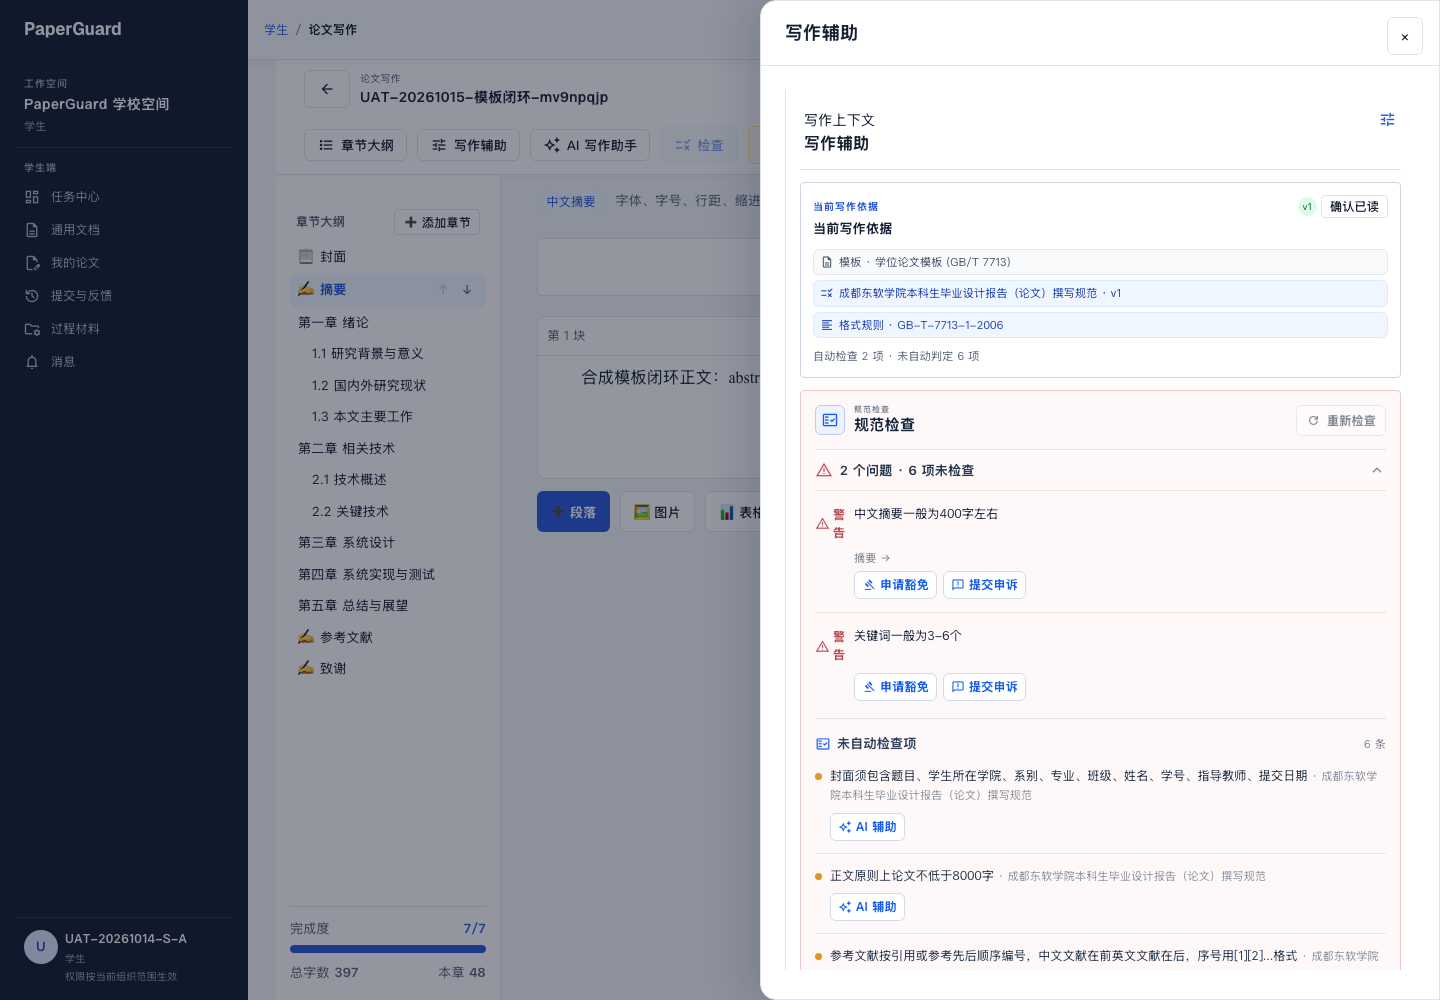 PaperGuard
工作空间
PaperGuard 学校空间
学生
学生端
任务中心
通用文档
我的论文
提交与反馈
过程材料
消息
U
UAT-20261014-S-A
学生
权限按当前组织范围生效
学生 / 论文写作
论文写作
UAT-20261015-模板闭环-mv9npqjp
章节大纲
写作辅助
AI 写作助手
检查
章节大纲
添加章节
封面
摘要
第一章 绪论
1.1 研究背景与意义
1.2 国内外研究现状
1.3 本文主要工作
第二章 相关技术
2.1 技术概述
2.2 关键技术
第三章 系统设计
第四章 系统实现与测试
第五章 总结与展望
参考文献
致谢
完成度 7/7
总字数 397 本章 48
中文摘要 字体、字号、行距、缩进
第 1 块
合成模板闭环正文：abstr
段落
图片
表格
写作辅助
×
写作上下文
写作辅助
当前写作依据
v1
确认已读
当前写作依据
模板 · 学位论文模板 (GB/T 7713)
成都东软学院本科生毕业设计报告（论文）撰写规范 · v1
格式规则 · GB-T-7713-1-2006
自动检查 2 项 · 未自动判定 6 项
规范检查
规范检查
重新检查
2 个问题 · 6 项未检查
警告 中文摘要一般为400字左右
摘要 →
申请豁免
提交申诉
警告 关键词一般为3-6个
申请豁免
提交申诉
未自动检查项 6 条
封面须包含题目、学生所在学院、系别、专业、班级、姓名、学号、指导教师、提交日期 · 成都东软学
院本科生毕业设计报告（论文）撰写规范
AI 辅助
正文原则上论文不低于8000字 · 成都东软学院本科生毕业设计报告（论文）撰写规范
AI 辅助
参考文献按引用或参考先后顺序编号，中文文献在前英文文献在后，序号用[1][2]...格式 · 成都东软学院